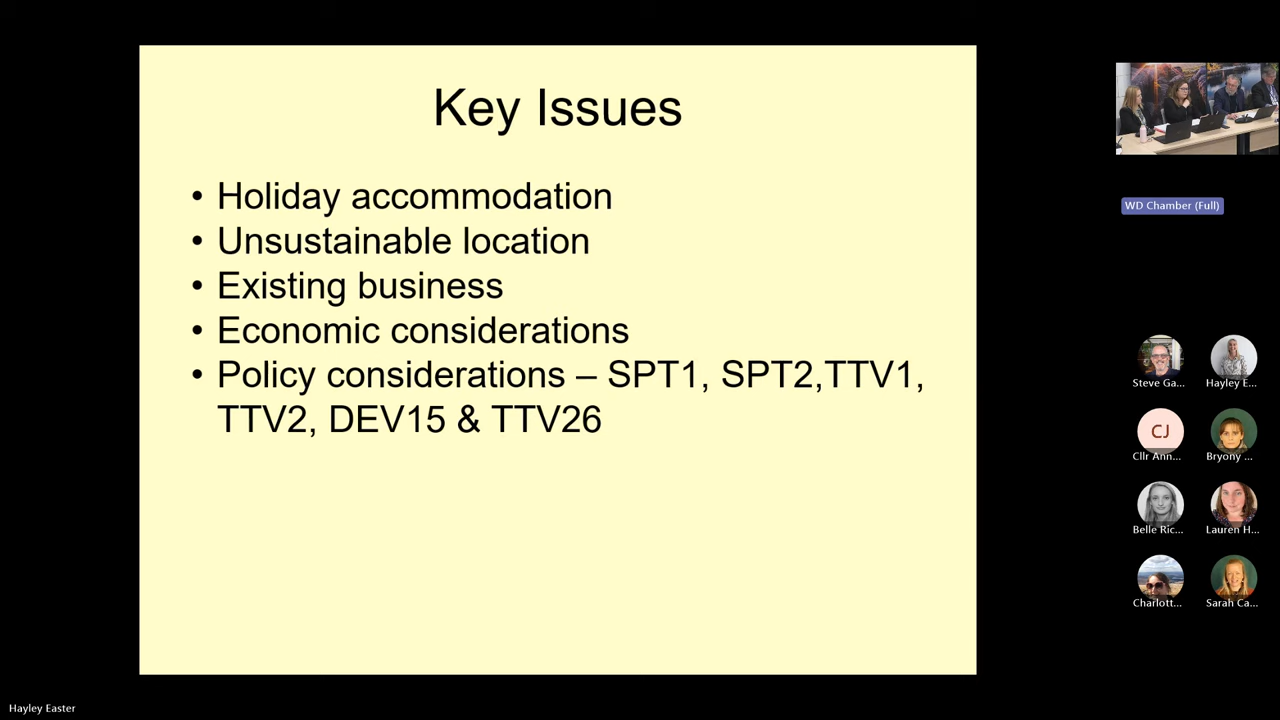 Key Issues
• Holiday accommodation
• Unsustainable location
• Existing business
• Economic considerations
• Policy considerations – SPT1, SPT2,TTV1,
TTV2, DEV15 & TTV26
WD Chamber (Full)
Steve Ga...
Hayley E...
CJ
Cllr Ann...
Bryony ...
Belle Ric...
Lauren H...
Charlott...
Sarah Ca...
Hayley Easter